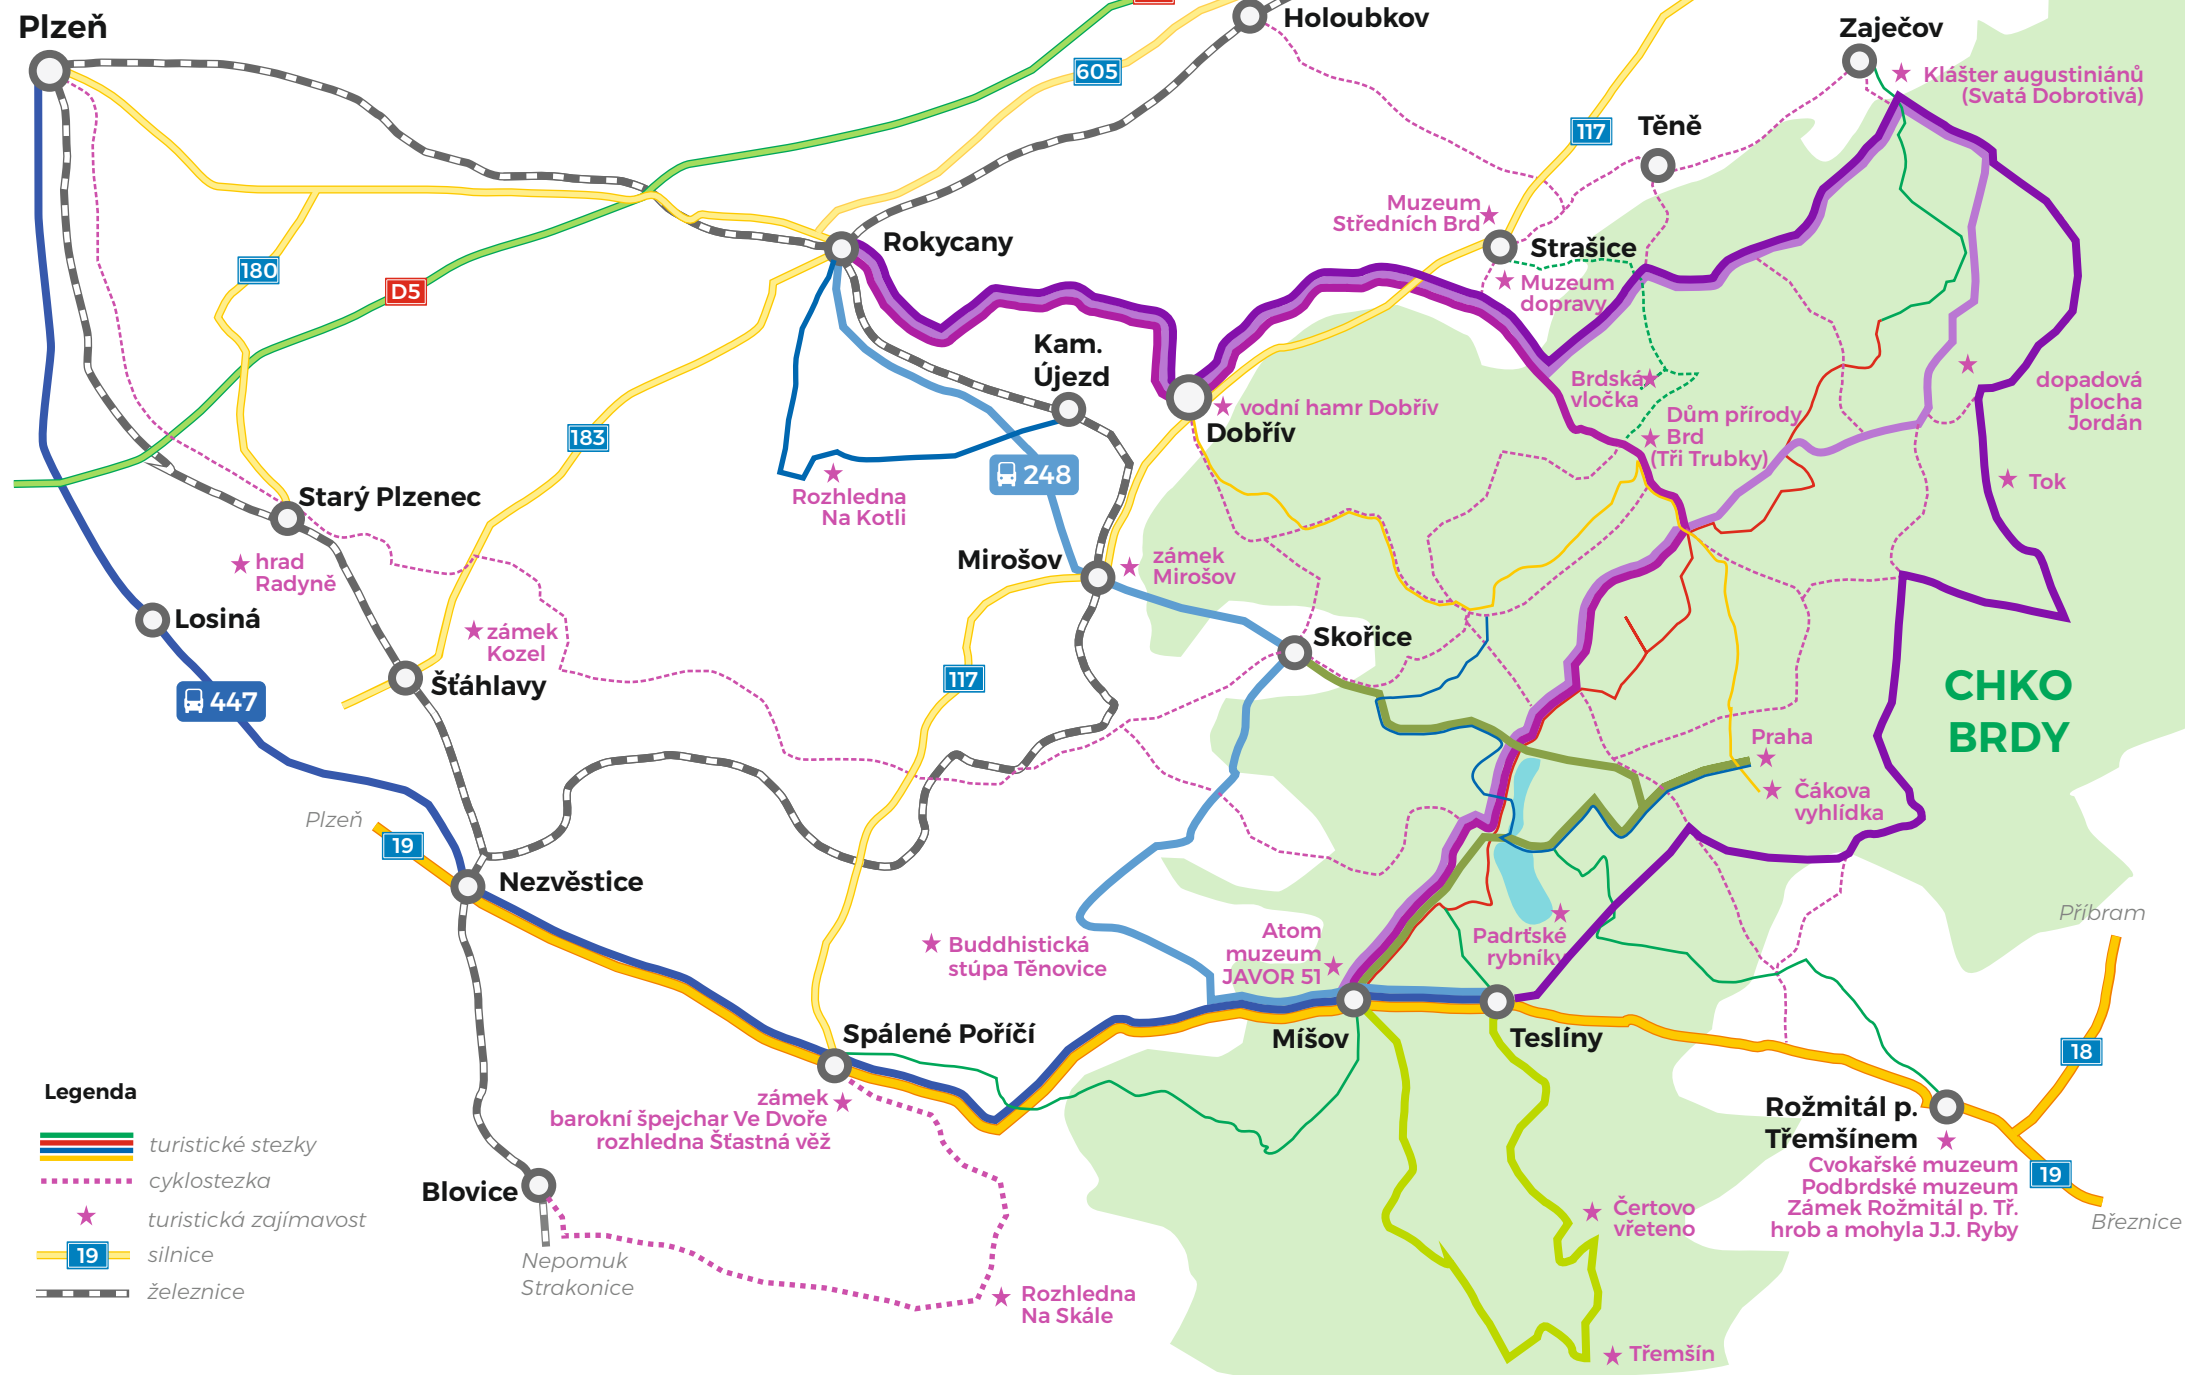 Plzeň
Holoubkov
Zaječov
605
Klášter augustiniánů
(Svatá Dobrotivá)
117
Těně
Muzeum
Středních Brd
Rokycany
Strašice
180
D5
Muzeum
dopravy
Kam.
Újezd
Brdská
vločka
dopadová
plocha
Jordán
vodní hamr Dobřív
Dům přírody
Brd
(Tři Trubky)
183
Dobřív
248
Tok
Starý Plzenec
Rozhledna
Na Kotli
hrad
Radyně
Mirošov
zámek
Mirošov
Losiná
zámek
Kozel
Skořice
Šťáhlavy
447
117
CHKO
BRDY
Praha
Čákova
vyhlídka
Plzeň
19
Nezvěstice
Příbram
Buddhistická
stúpa Těnovice
Atom
muzeum
JAVOR 51
Padrťské
rybníky
Spálené Poříčí
Míšov
Teslíny
18
Legenda
turistické stezky
cyklostezka
turistická zajímavost
19
silnice
železnice
zámek
barokní špejchar Ve Dvoře
rozhledna Šťastná věž
Rožmitál p.
Třemšínem
Cvokařské muzeum
Podbrdské muzeum
Zámek Rožmitál p. Tř.
hrob a mohyla J.J. Ryby
19
Březnice
Blovice
Nepomuk
Strakonice
Čertovo
vřeteno
Rozhledna
Na Skále
Třemšín